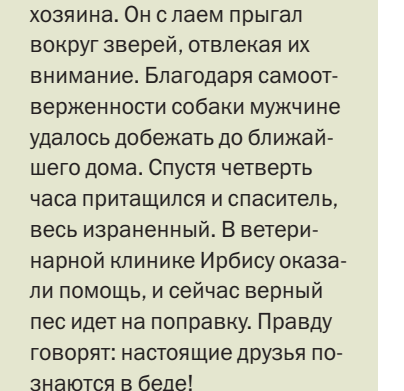 хозяина. Он с лаем прыгал
вокруг зверей, отвлекая их
внимание. Благодаря самоот-
верженности собаки мужчине
удалось добежать до ближай-
шего дома. Спустя четверть
часа притащился и спаситель,
весь израненный. В ветери-
нарной клинике Ирбису оказа-
ли помощь, и сейчас верный
пес идет на поправку. Правду
говорят: настоящие друзья по-
знаются в беде!